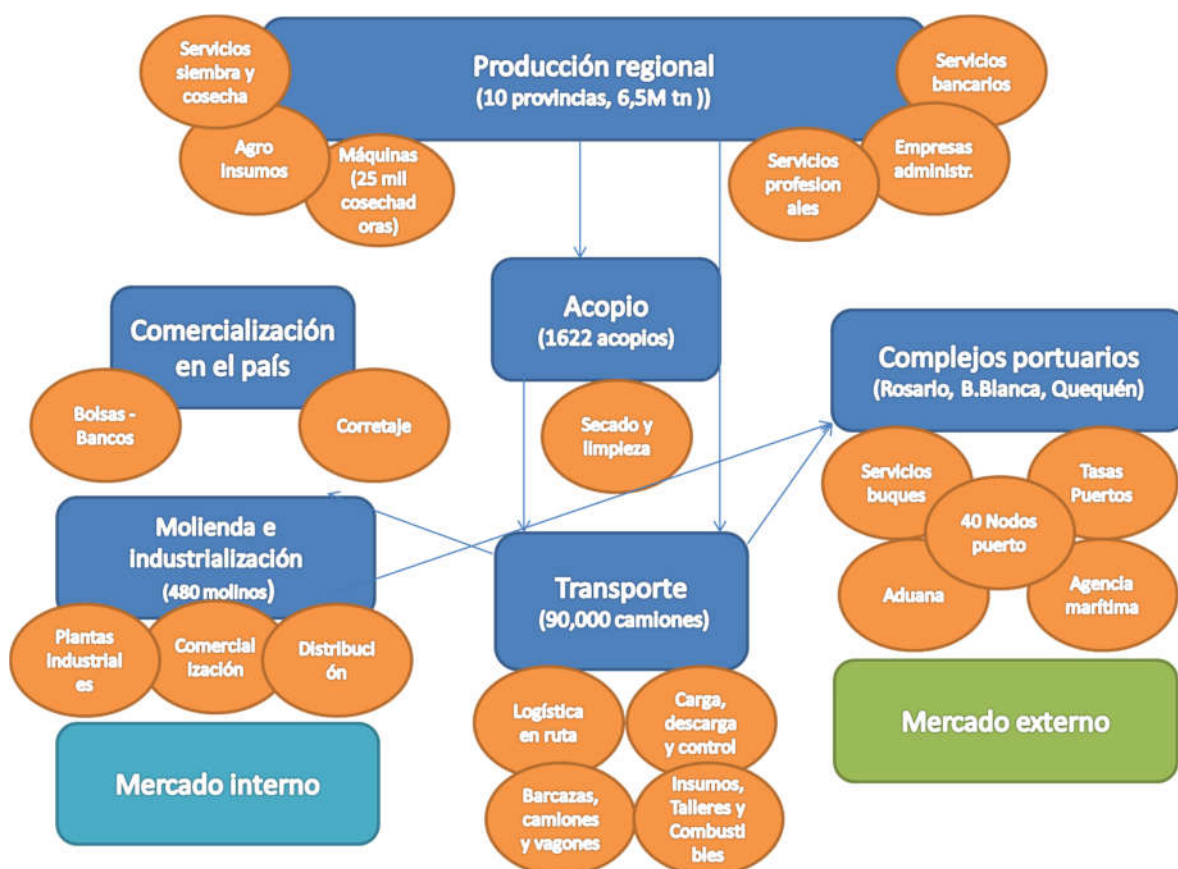 Producción regional
(10 provincias, 6,5M tn ))
Servicios
siembra y
cosecha
Agro
insumos
Máquinas
(25 mil
cosechad
oras)
Servicios
bancarios
Empresas
administr.
Servicios
profesion
ales
Acopio
(1622 acopios)
Secado y
limpieza
Comercialización
en el país
Bolsas -
Bancos
Corretaje
Complejos portuarios
(Rosario, B.Blanca, Quequén)
Servicios
buques
Tasas
Puertos
40 Nodos
puerto
Aduana
Agencia
marítima
Molienda e
industrialización
(480 molinos)
Plantas
industrial
es
Comercial
ización
Distribuci
ón
Transporte
(90,000 camiones)
Logística
en ruta
Carga,
descarga
y control
Barcazas,
camiones
y vagones
Insumos,
Talleres y
Combusti
bles
Mercado interno
Mercado externo